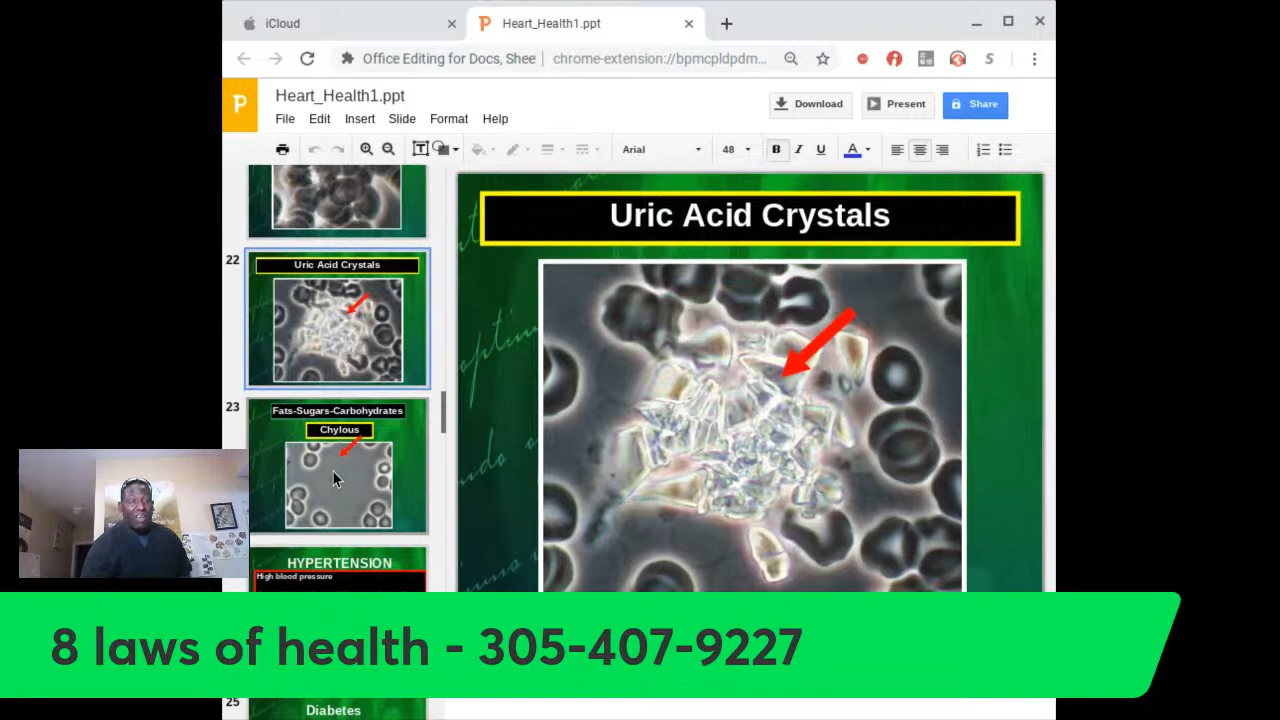 iCloud
Heart_Health1.ppt
Office Editing for Docs, Shee
chrome-extension://bpmcpldpdm...
Heart_Health1.ppt
File Edit Insert Slide Format Help
Download
Present
Share
Arial
48
B I U A
22
Uric Acid Crystals
23
Fats-Sugars-Carbohydrates
Chylous
HYPERTENSION
High blood pressure
25
Diabetes
Uric Acid Crystals
8 laws of health - 305-407-9227